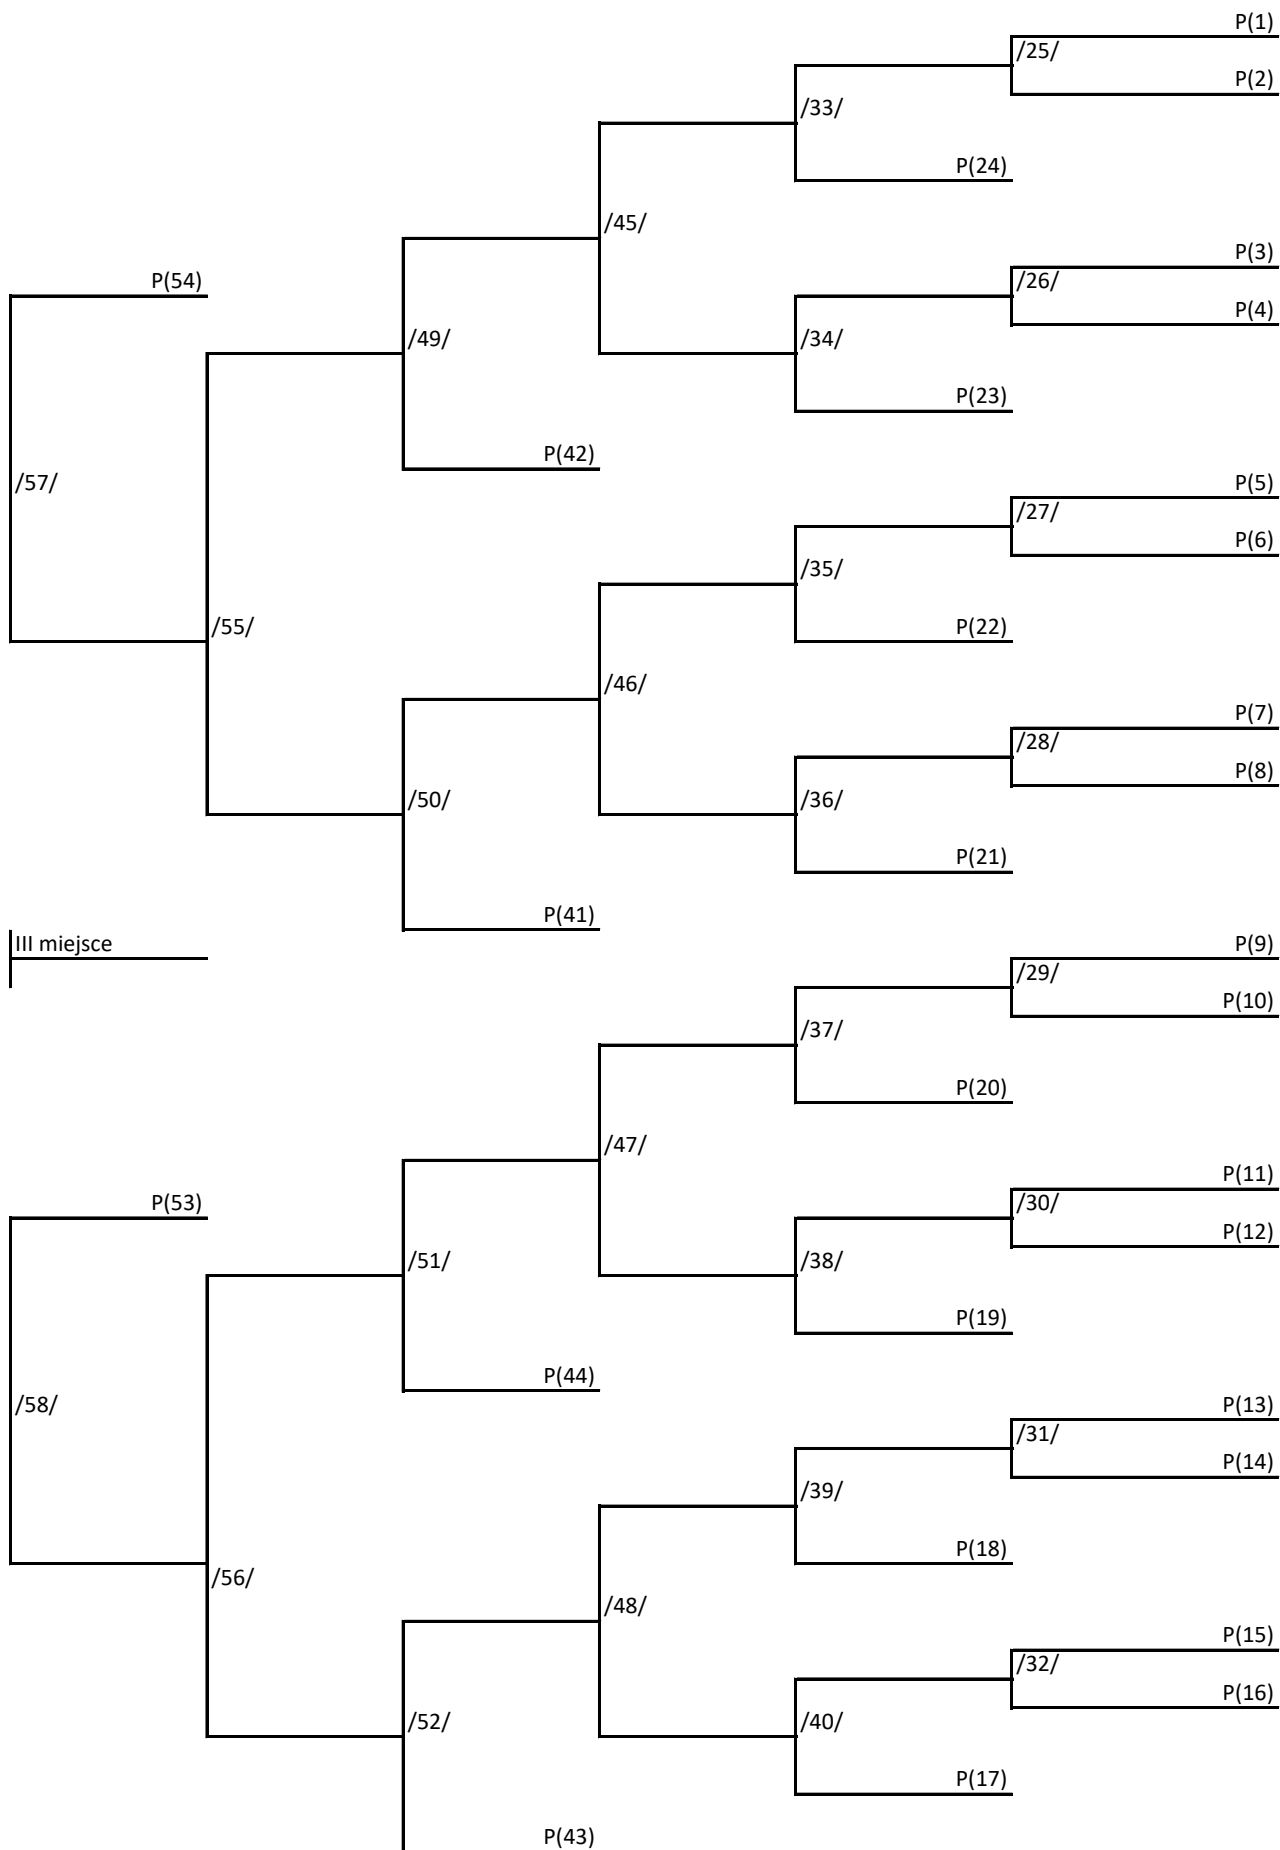 P(1)
/25/
P(2)
/33/
P(24)
/45/
P(3)
/26/
P(54)
P(4)
/49/
/34/
P(23)
P(42)
/57/
P(5)
/27/
P(6)
/35/
/55/
P(22)
/46/
P(7)
/28/
P(8)
/50/
/36/
P(21)
P(41)
III miejsce
P(9)
/29/
P(10)
/37/
P(20)
/47/
P(11)
P(53)
/30/
P(12)
/51/
/38/
P(19)
P(44)
/58/
P(13)
/31/
P(14)
/39/
P(18)
/56/
/48/
P(15)
/32/
P(16)
/52/
/40/
P(17)
P(43)